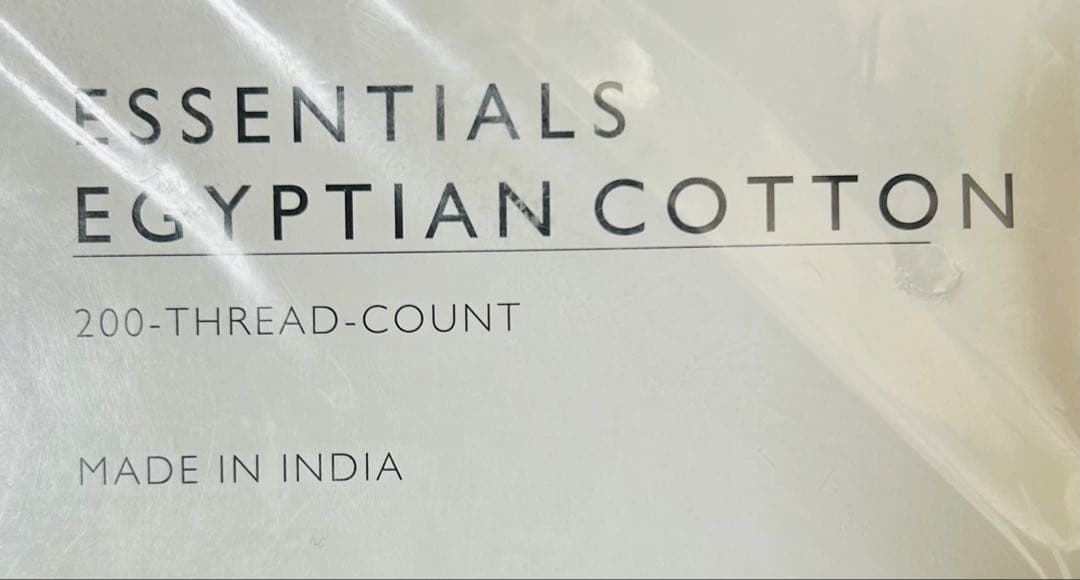 ESSENTIALS
EGYPTIAN COTTON
200-THREAD-COUNT
MADE IN INDIA